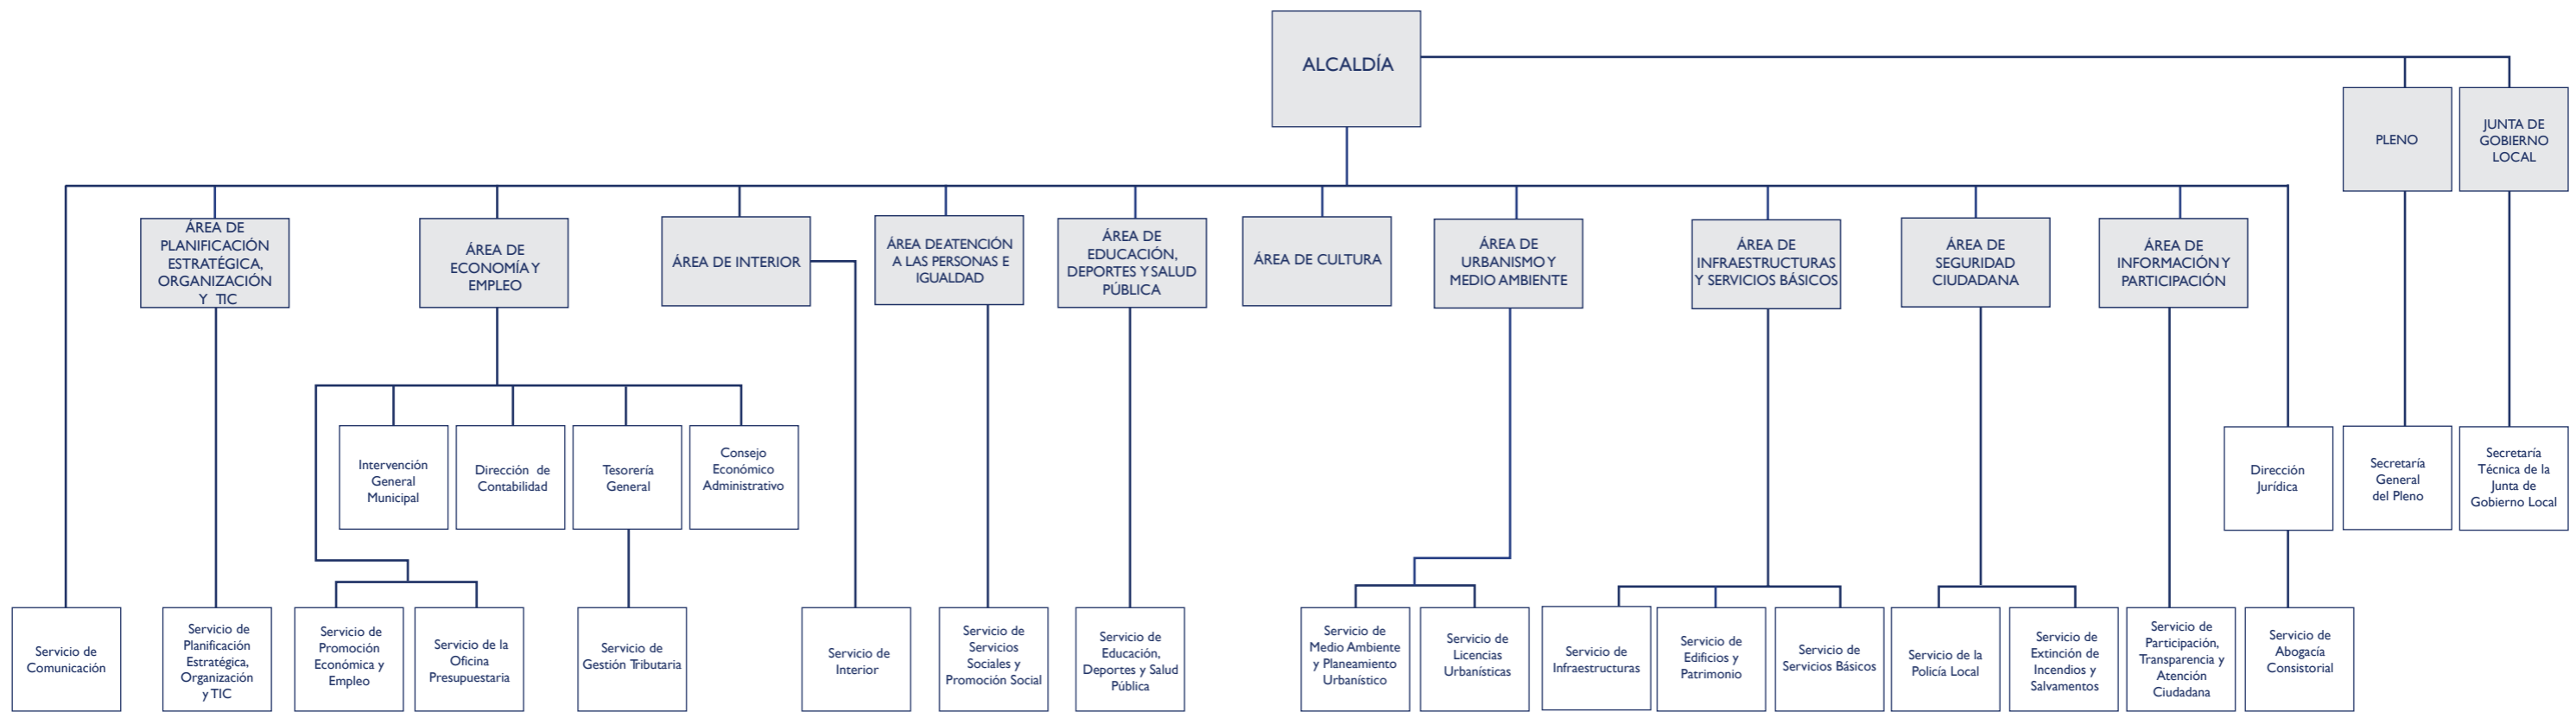 ALCALDÍA
PLENO
JUNTA DE
GOBIERNO
LOCAL
ÁREA DE
PLANIFICACIÓN
ESTRATÉGICA,
ORGANIZACIÓN
Y TIC
ÁREA DE
ECONOMÍA Y
EMPLEO
ÁREA DE INTERIOR
ÁREA DE ATENCIÓN
A LAS PERSONAS E
IGUALDAD
ÁREA DE
EDUCACIÓN,
DEPORTES Y SALUD
PÚBLICA
ÁREA DE CULTURA
ÁREA DE
URBANISMO Y
MEDIO AMBIENTE
ÁREA DE
INFRAESTRUCTURAS
Y SERVICIOS BÁSICOS
ÁREA DE
SEGURIDAD
CIUDADANA
ÁREA DE
INFORMACIÓN Y
PARTICIPACIÓN
Intervención
General
Municipal
Dirección de
Contabilidad
Tesorería
General
Consejo
Económico
Administrativo
Dirección
Jurídica
Secretaría
General
del Pleno
Secretaría
Técnica de la
Junta de
Gobierno Local
Servicio de
Comunicación
Servicio de
Planificación
Estratégica,
Organización
y TIC
Servicio de
Promoción
Económica y
Empleo
Servicio de la
Oficina
Presupuestaria
Servicio de
Gestión Tributaria
Servicio de
Interior
Servicio de
Servicios
Sociales y
Promoción Social
Servicio de
Educación,
Deportes y Salud
Pública
Servicio de
Medio Ambiente
y Planeamiento
Urbanístico
Servicio de
Licencias
Urbanísticas
Servicio de
Infraestructuras
Servicio de
Edificios y
Patrimonio
Servicio de
Servicios Básicos
Servicio de la
Policía Local
Servicio de
Extinción de
Incendios y
Salvamentos
Servicio de
Participación,
Transparencia y
Atención
Ciudadana
Servicio de
Abogacía
Consistorial